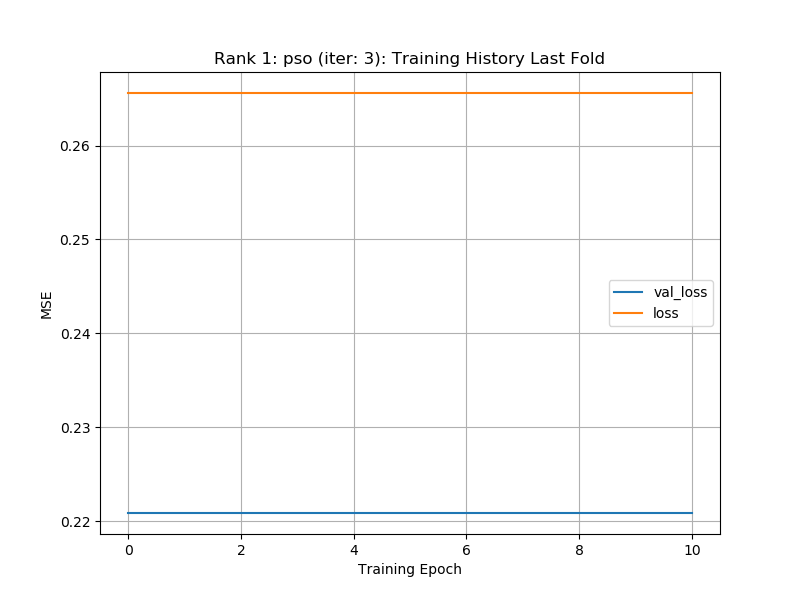 Rank 1: pso (iter: 3): Training History Last Fold
0.26
0.25
0.24
0.23
0.22
MSE
val_loss
loss
0 2 4 6 8 10
Training Epoch